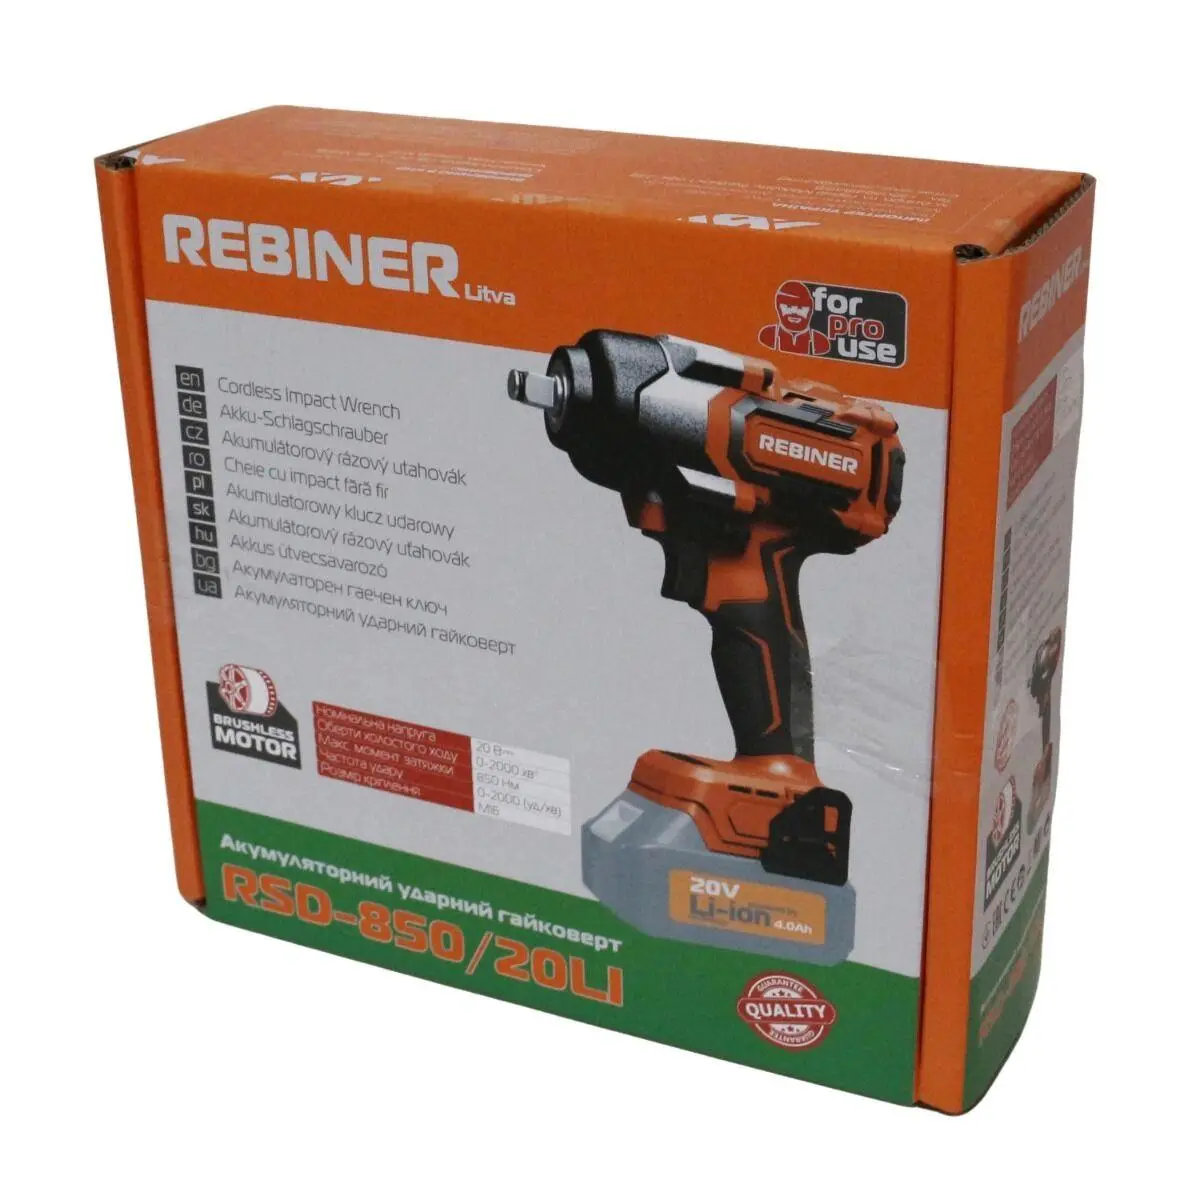 REBINER
Litva
for
pro
use
en Cordless Impact Wrench
de Akku-Schlagschrauber
cz Akumulátorový rázový utahovák
ro Cheie cu impact fără fir
pl Akumulatorowy klucz udarowy
sk Akumulátorový rázový uťahovák
hu Akkus ütvecsavarozó
bg Акумулаторен гаечен ключ
ua Акумуляторний ударний гайковерт
REBINER
BRUSHLESS
MOTOR
Номінальна напруга 20 В
Оберти холостого ходу 0-2000 хв
Макс. момент затяжки 850 Нм
Частота удару 0-2000 (уд/хв)
Розмір кріплення M16
20V
Li-ion
4.0Ah
Акумуляторний ударний гайковерт
RSD-850/20LI
GUARANTEE
QUALITY
GUARANTEE
REBINER
MOTOR